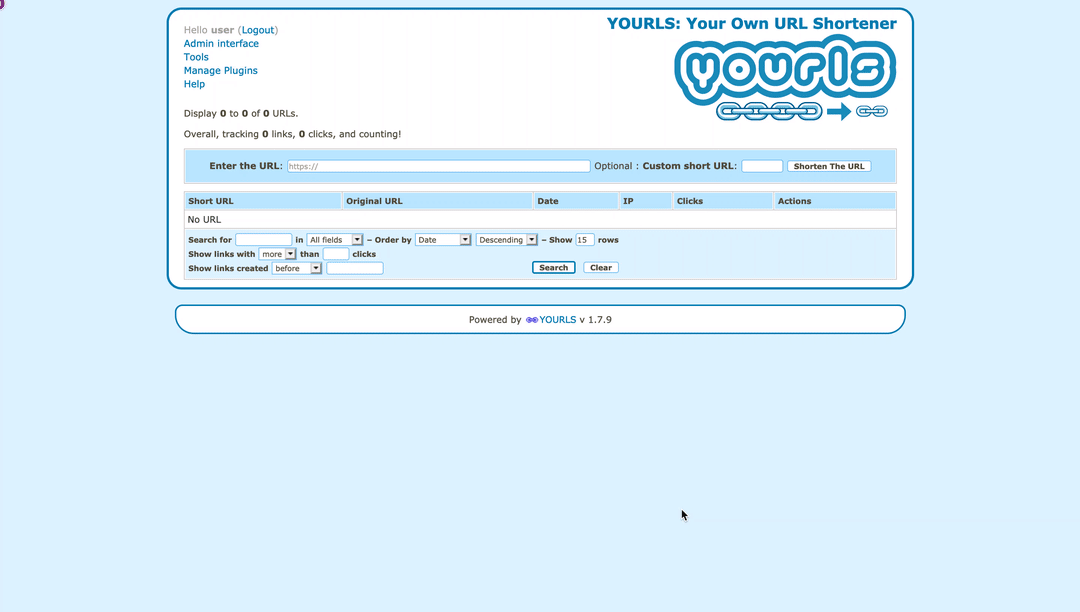 Hello user (Logout)
YOURLS: Your Own URL Shortener
Admin interface
Tools
Manage Plugins
Help
yourls
Display 0 to 0 of 0 URLs.
Overall, tracking 0 links, 0 clicks, and counting!
Enter the URL: https:// Optional : Custom short URL: Shorten The URL
Short URL Original URL Date IP Clicks Actions
No URL
Search for in All fields – Order by Date Descending – Show 15 rows
Show links with more than clicks
Show links created before Search Clear
Powered by YOURLS v 1.7.9